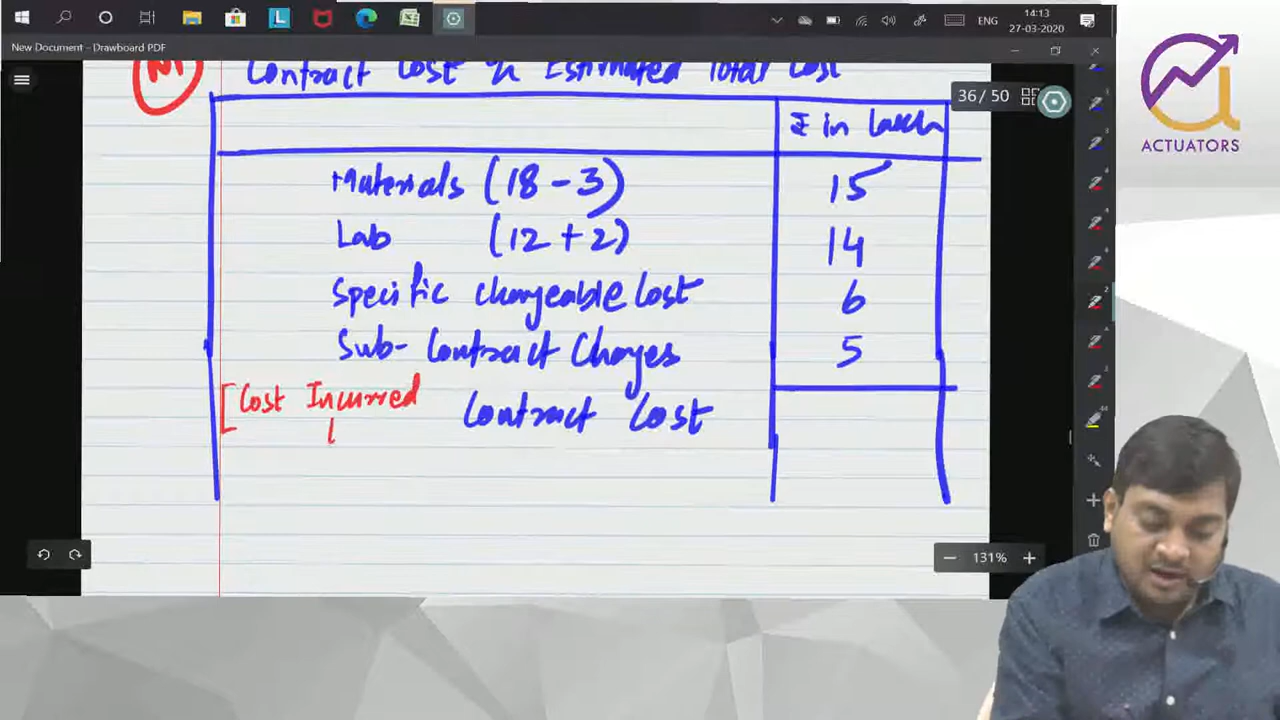 14:13
ENG
27-03-2020
New Document - Drawboard PDF
W1
Contract Cost & Estimated Total Cost
36 / 50
₹ in Lakh
Materials (18 - 3) 15
Lab (12 + 2) 14
Specific chargeable Cost 6
Sub- Contract Charges 5
[Cost Incurred Contract Cost
131%
ACTUATORS